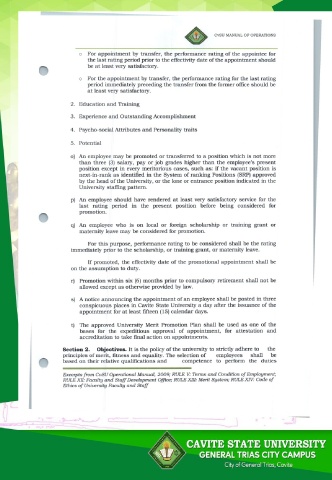 CvSU MANUAL OF OPERATIONS
o For appointment by transfer, the performance rating of the appointee for
the last rating period prior to the effectivity date of the appointment should
be at least very satisfactory.
o For the appointment by transfer, the performance rating for the last rating
period immediately preceding the transfer from the former office should be
at least very satisfactory.
2. Education and Training
3. Experience and Outstanding Accomplishment
4. Psycho-social Attributes and Personality traits
5. Potential
o) An employee may be promoted or transferred to a position which is not more
than three (3) salary, pay or job grades higher than the employee's present
position except in every meritorious cases, such as: if the vacant position is
next-in-rank as identified in the System of ranking Positions (SRP) approved
by the head of the University, or the lone or entrance position indicated in the
University staffing pattern.
p) An employee should have rendered at least very satisfactory service for the
last rating period in the present position before being considered for
promotion.
q) An employee who is on local or foreign scholarship or training grant or
maternity leave may be considered for promotion.
For this purpose, performance rating to be considered shall be the rating
immediately prior to the scholarship, or training grant, or maternity leave.
If promoted, the effectivity date of the promotional appointment shall be
on the assumption to duty.
r) Promotion within six (6) months prior to compulsory retirement shall not be
allowed except as otherwise provided by law.
s) A notice announcing the appointment of an employee shall be posted in three
conspicuous places in Cavite State University a day after the issuance of the
appointment for at least fifteen (15) calendar days.
t) The approved University Merit Promotion Plan shall be used as one of the
bases for the expeditious approval of appointment, for attestation and
accreditation to take final action on appointments.
Section 2. Objectives. It is the policy of the university to strictly adhere to the
principles of merit, fitness and equality. The selection of employees shall be
based on their relative qualifications and competence to perform the duties
Excerpts from CvSU Operational Manual, 2009; RULE V: Terms and Condition of Employment;
RULE XII: Faculty and Staff Development Office; RULE XIII: Merit System; RULE XIV: Code of
Ethics of University Faculty and Staff
CAVITE STATE UNIVERSITY
GENERAL TRIAS CITY CAMPUS
City of General Trias, Cavite